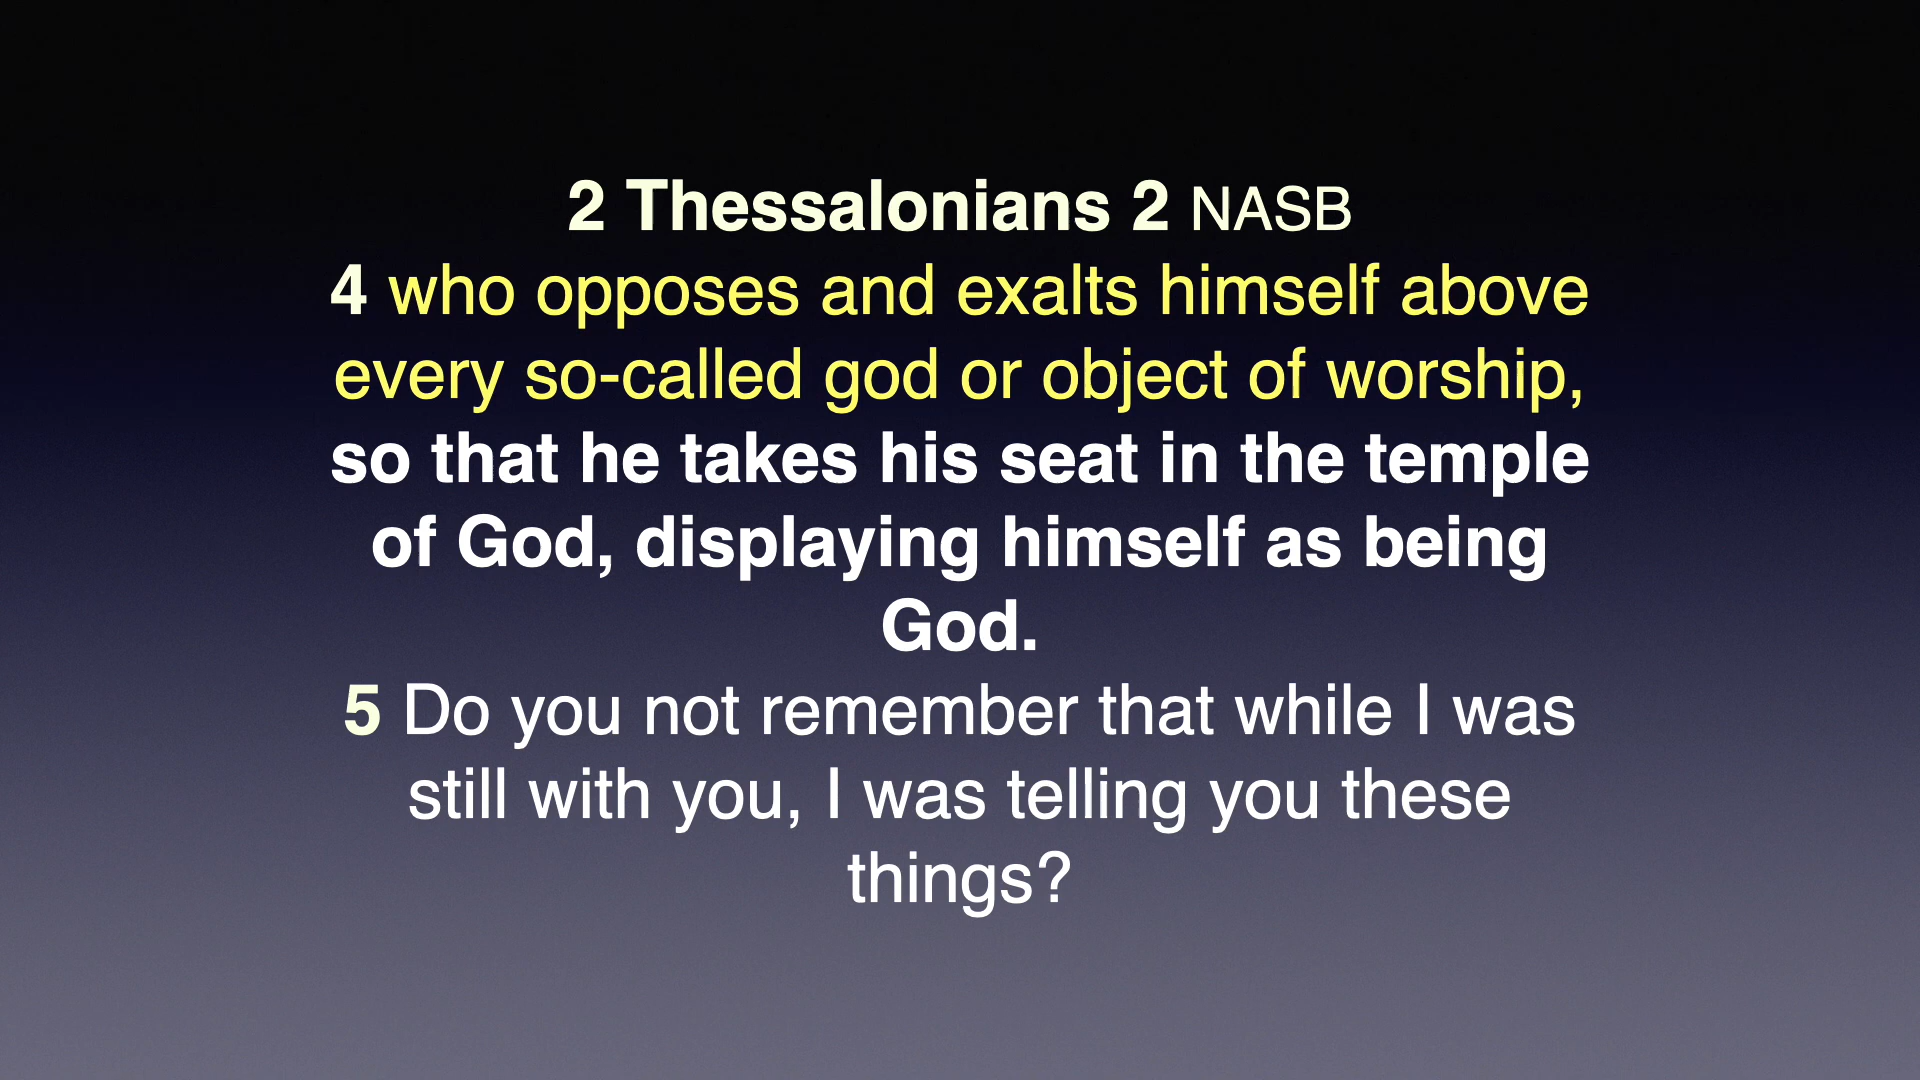 2 Thessalonians 2 NASB
4 who opposes and exalts himself above
every so-called god or object of worship,
so that he takes his seat in the temple
of God, displaying himself as being
God.
5 Do you not remember that while I was
still with you, I was telling you these
things?